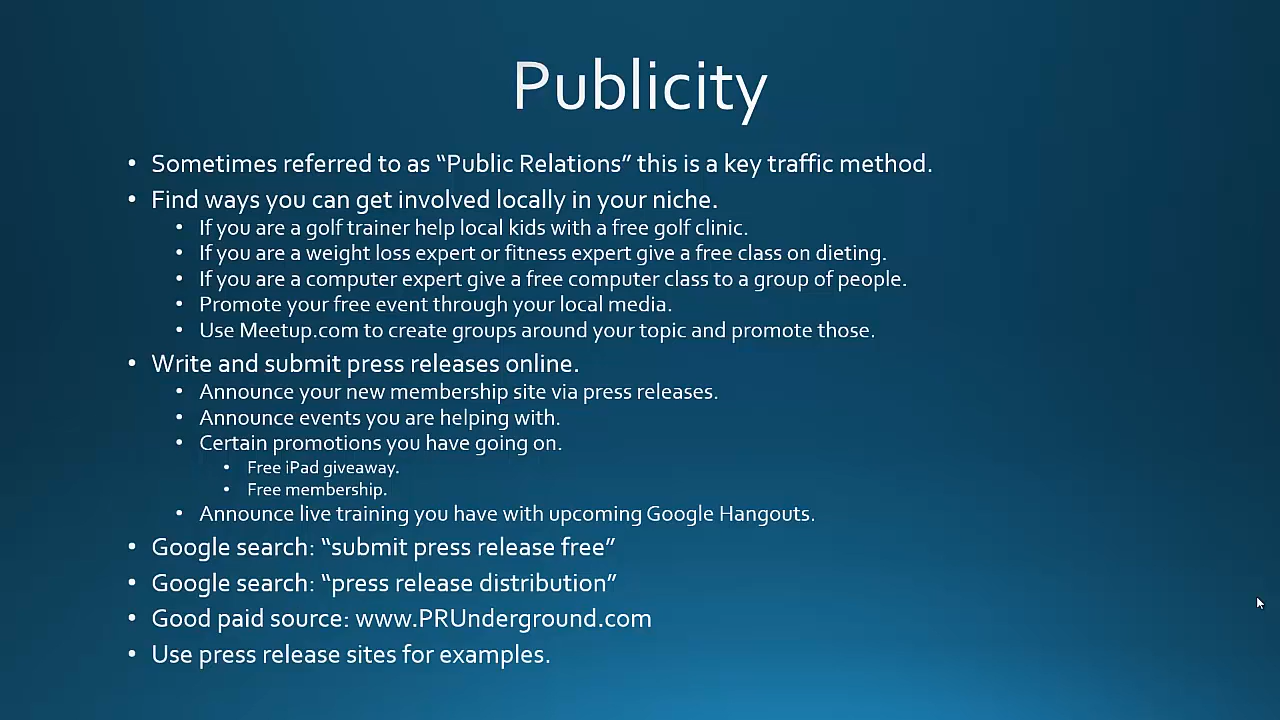 Publicity
• Sometimes referred to as “Public Relations” this is a key traffic method.
• Find ways you can get involved locally in your niche.
• If you are a golf trainer help local kids with a free golf clinic.
• If you are a weight loss expert or fitness expert give a free class on dieting.
• If you are a computer expert give a free computer class to a group of people.
• Promote your free event through your local media.
• Use Meetup.com to create groups around your topic and promote those.
• Write and submit press releases online.
• Announce your new membership site via press releases.
• Announce events you are helping with.
• Certain promotions you have going on.
• Free iPad giveaway.
• Free membership.
• Announce live training you have with upcoming Google Hangouts.
• Google search: “submit press release free”
• Google search: “press release distribution”
• Good paid source: www.PRUnderground.com
• Use press release sites for examples.